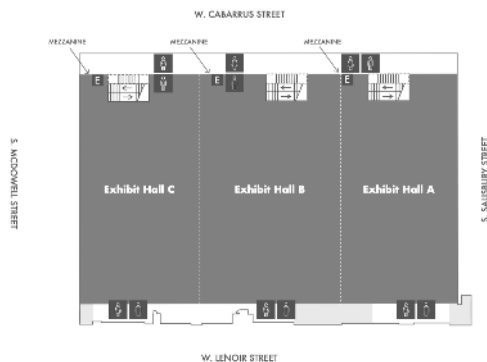 W. CABARRUS STREET
MEZZANINE
MEZZANINE
MEZZANINE
E
E
E
S. MCDOWELL STREET
Exhibit Hall C
Exhibit Hall B
Exhibit Hall A
S. SALISBURY STREET
W. LENOIR STREET